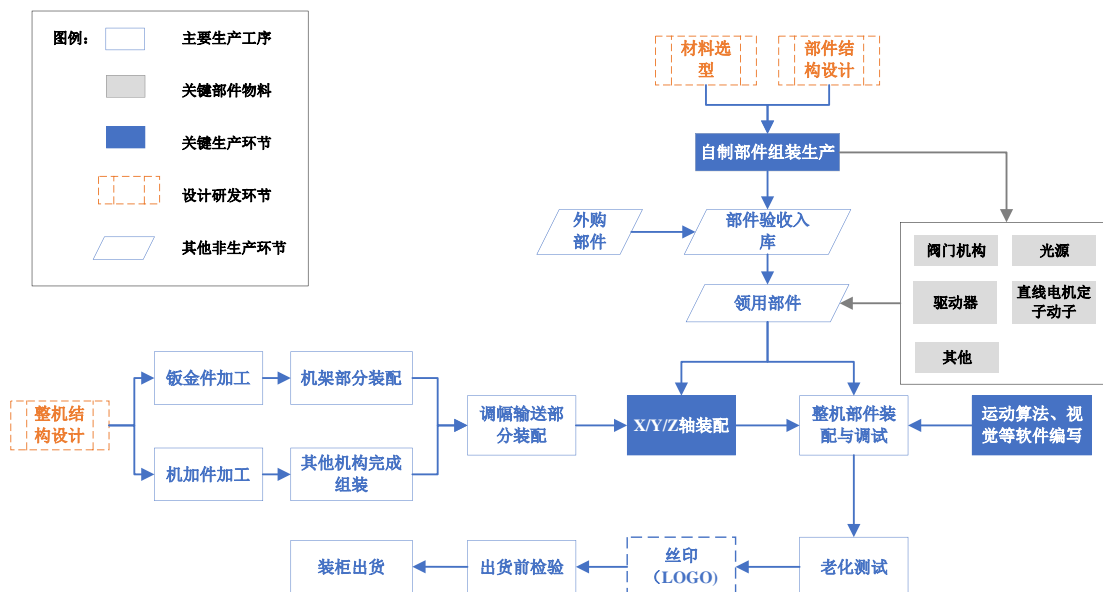 图例：
主要生产工序
关键部件物料
关键生产环节
设计研发环节
其他非生产环节
材料选
型
部件结
构设计
自制部件组装生产
外购
部件
部件验收入
库
领用部件
阀门机构
光源
驱动器
直线电机定
子动子
其他
整机结
构设计
钣金件加工
机架部分装配
机加件加工
其他机构完成
组装
调幅输送部
分装配
X/Y/Z轴装配
整机部件装
配与调试
运动算法、视
觉等软件编写
装柜出货
出货前检验
丝印
（LOGO)
老化测试